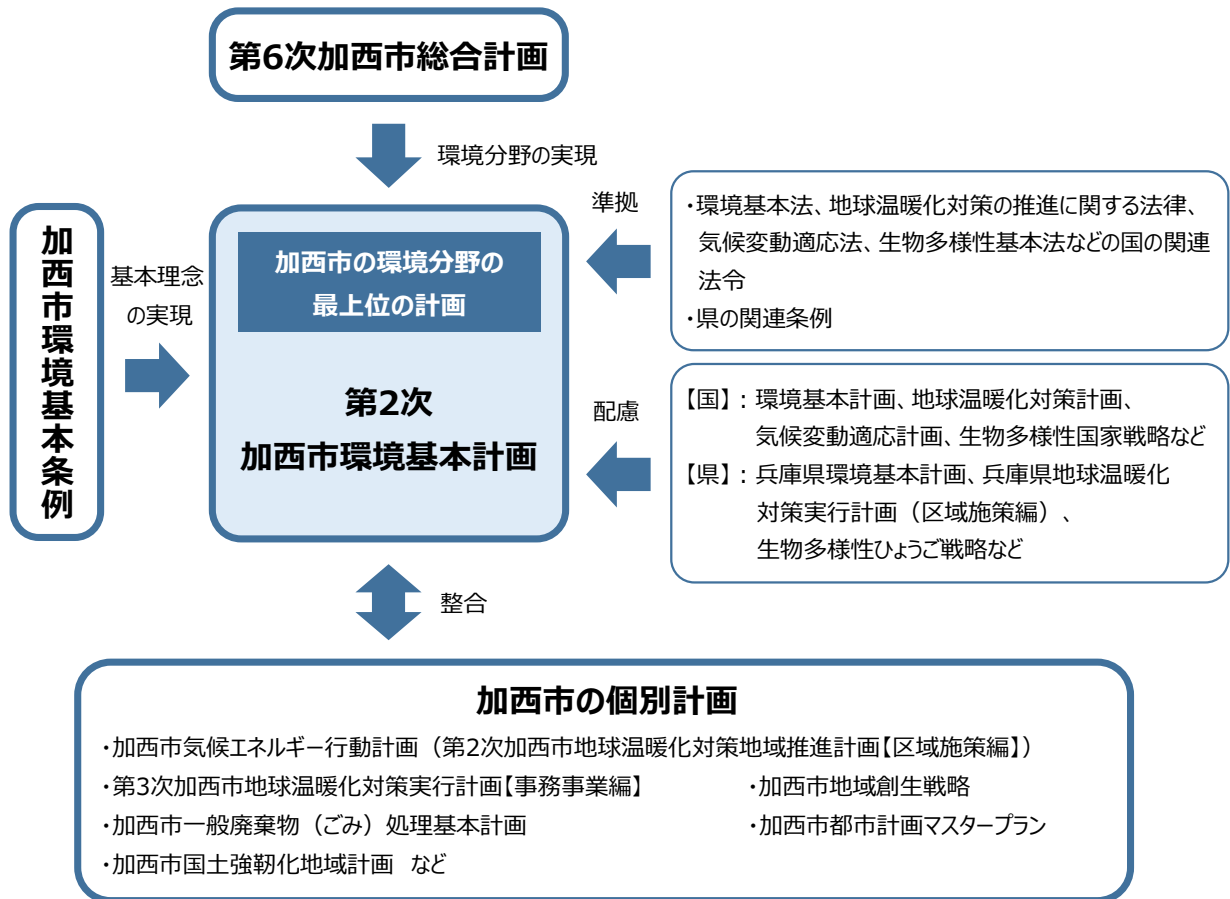 第6次加西市総合計画
環境分野の実現
加西市環境基本条例
基本理念
の実現
加西市の環境分野の
最上位の計画
第2次
加西市環境基本計画
準拠
・環境基本法、地球温暖化対策の推進に関する法律、
気候変動適応法、生物多様性基本法などの国の関連
法令
・県の関連条例
配慮
【国】：環境基本計画、地球温暖化対策計画、
気候変動適応計画、生物多様性国家戦略など
【県】：兵庫県環境基本計画、兵庫県地球温暖化
対策実行計画（区域施策編）、
生物多様性ひょうご戦略など
整合
加西市の個別計画
・加西市気候エネルギー行動計画（第2次加西市地球温暖化対策地域推進計画【区域施策編】）
・第3次加西市地球温暖化対策実行計画【事務事業編】　・加西市地域創生戦略
・加西市一般廃棄物（ごみ）処理基本計画　・加西市都市計画マスタープラン
・加西市国土強靭化地域計画　など